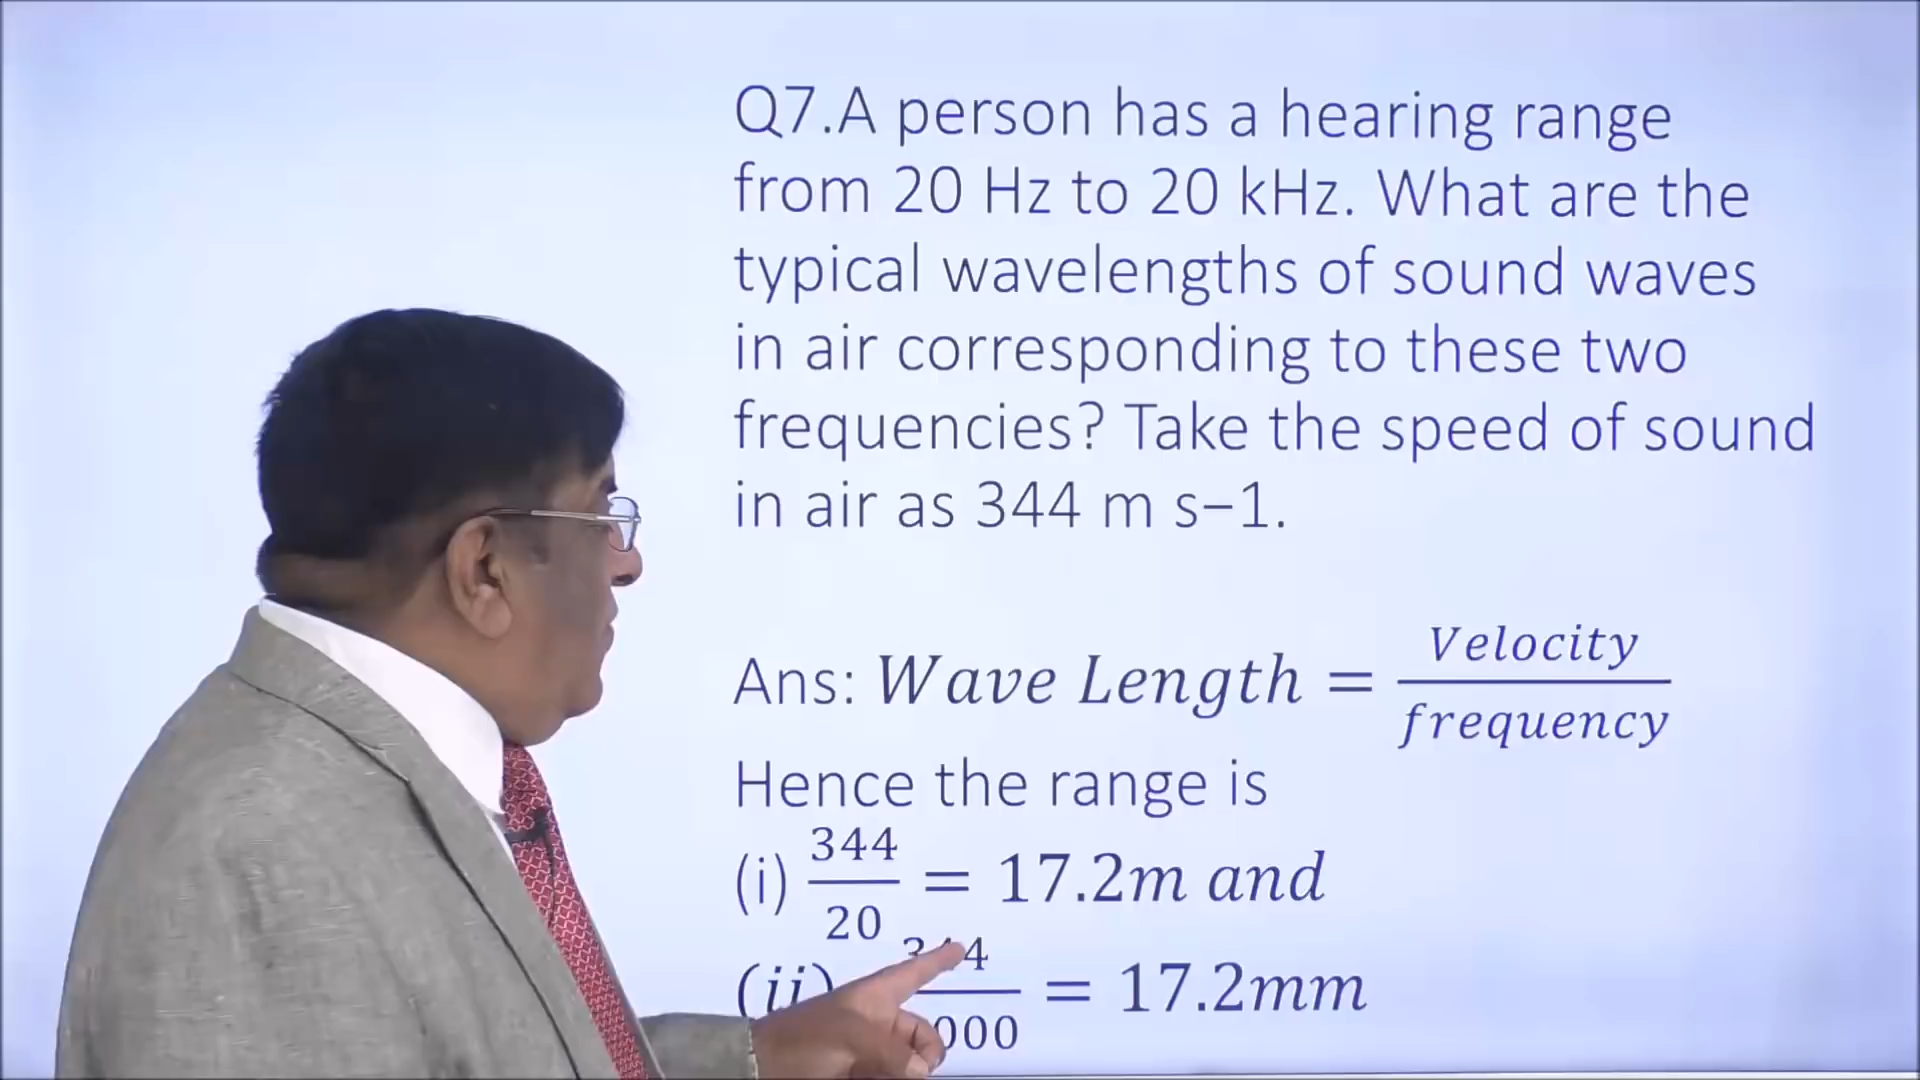 Q7.A person has a hearing range
from 20 Hz to 20 kHz. What are the
typical wavelengths of sound waves
in air corresponding to these two
frequencies? Take the speed of sound
in air as 344 m s−1.
Ans: Wave Length = Velocity / frequency
Hence the range is
(i) 344 / 20 = 17.2m and
(ii) = 17.2mm